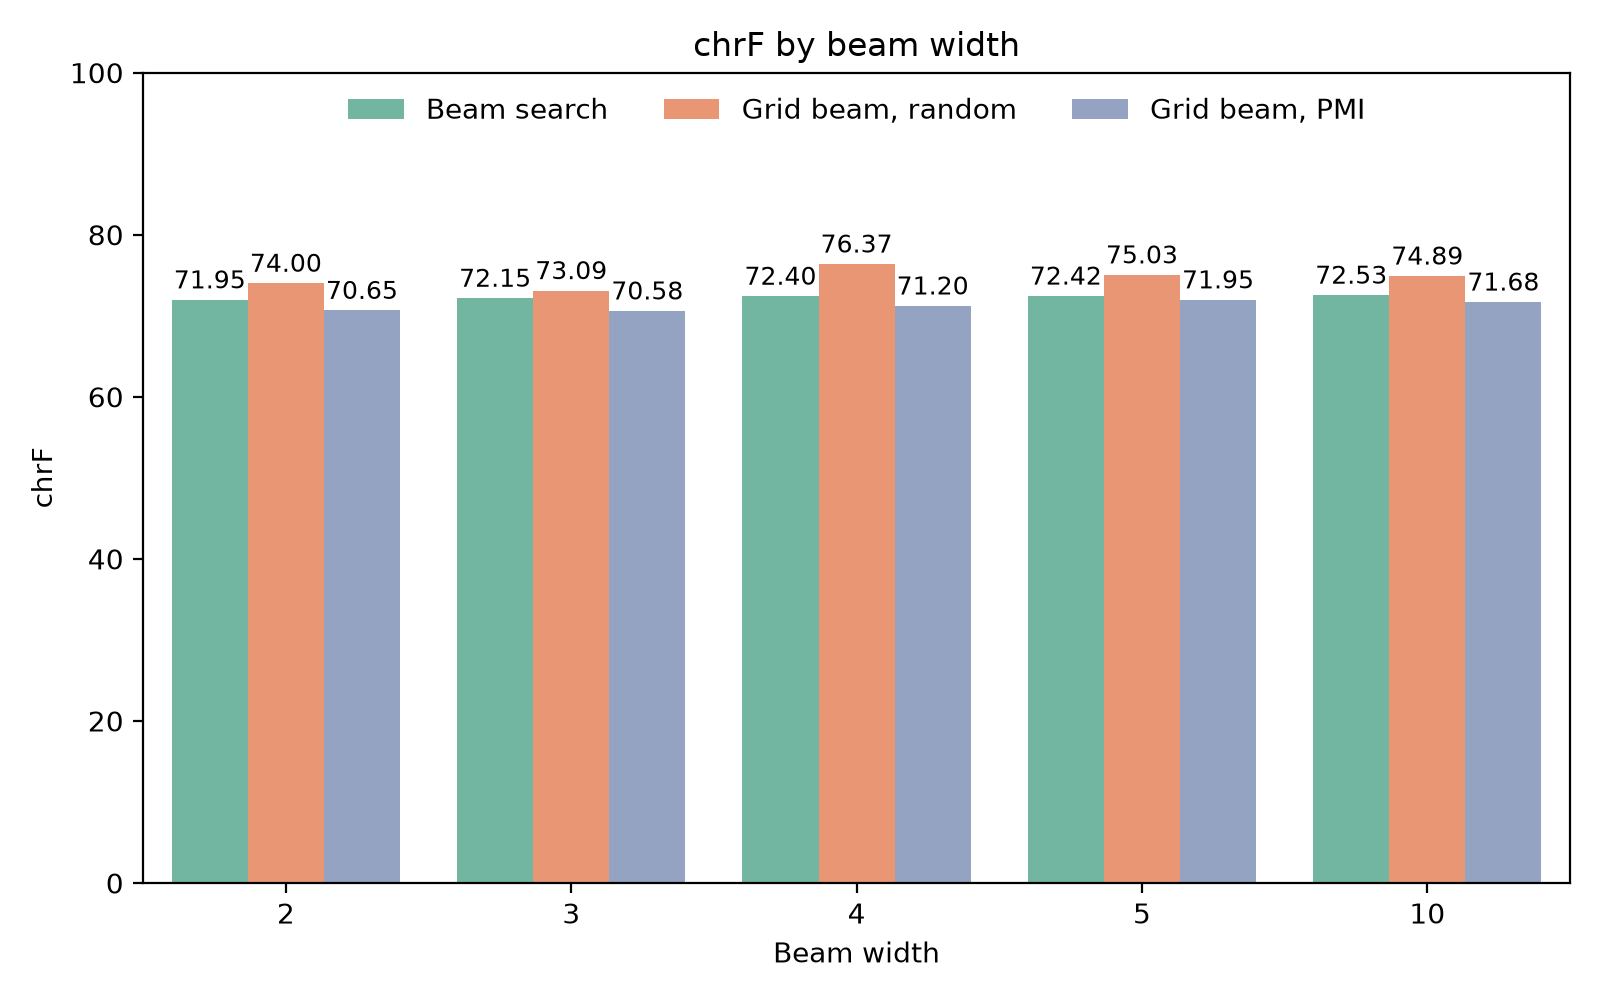 chrF by beam width
100
80
60
40
20
0
chrF
Beam search Grid beam, random Grid beam, PMI
71.95 74.00 70.65 72.15 73.09 70.58 72.40 76.37 71.20 72.42 75.03 71.95 72.53 74.89 71.68
2 3 4 5 10
Beam width